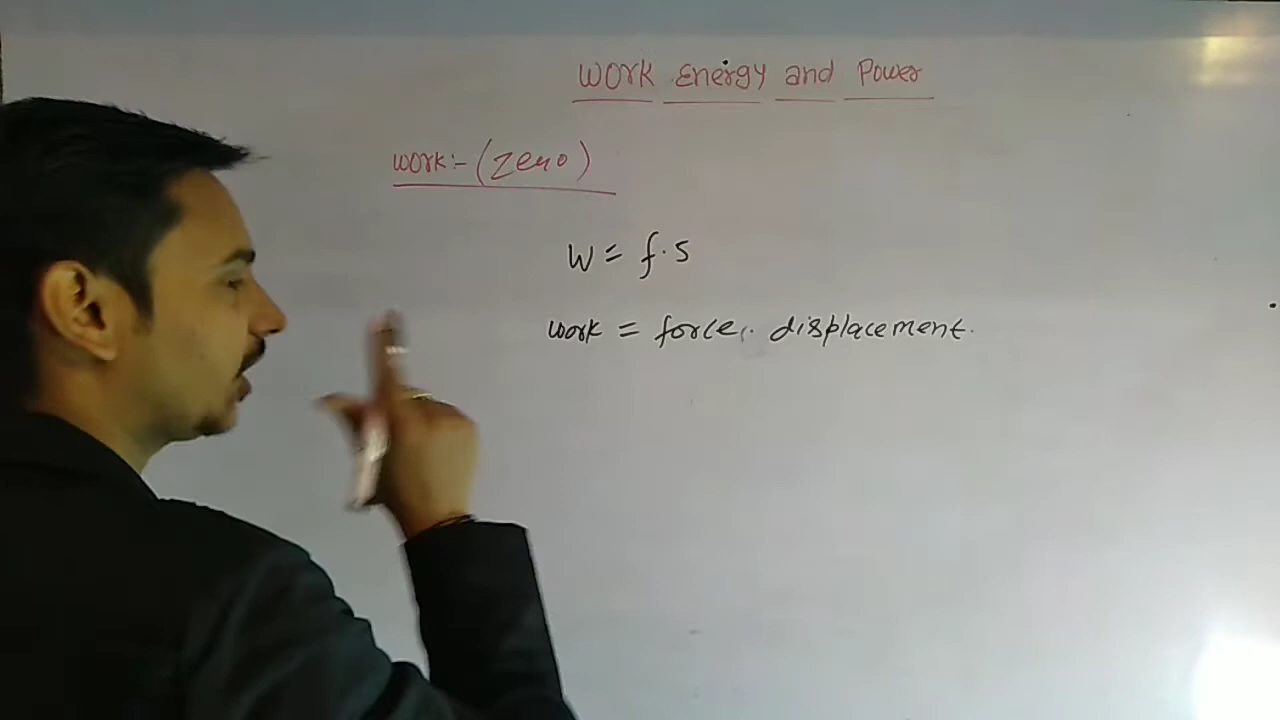 Work Energy and Power
work:- (Zero)
W = f.s
work = force. displacement.